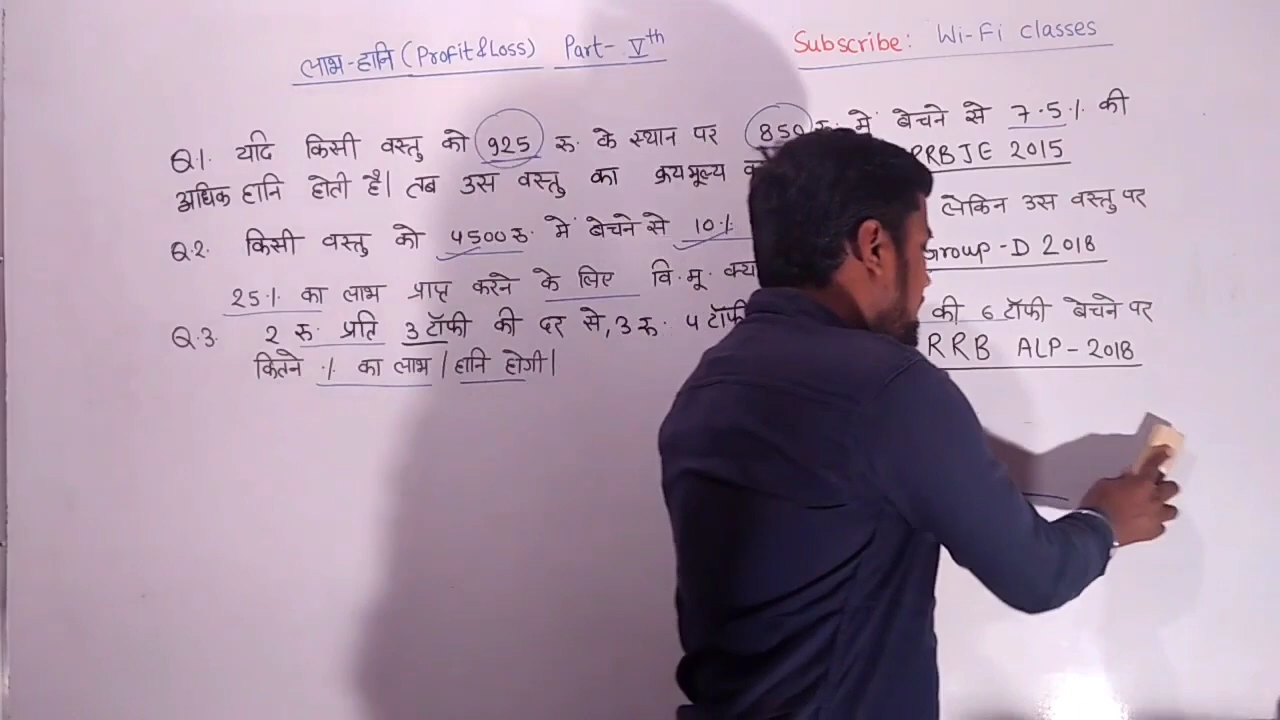 लाभ-हानि (Profit&Loss) Part- Vth
Subscribe: Wi-Fi classes
Q.1. यदि किसी वस्तु को 925 रु. के स्थान पर 850 रु. में बेचने से 7.5% की
अधिक हानि होती है। तब उस वस्तु का क्रयमूल्य RRB JE 2015
Q.2. किसी वस्तु को 4500 रु. में बेचने से 10% लेकिन उस वस्तु पर
25% का लाभ प्राप्त करने के लिए वि. मू. Group-D 2018
Q.3. 2 रु. प्रति 3 टॉफी की दर से, 3 रु. 4 टॉफी की 6 टॉफी बेचने पर
कितने % का लाभ / हानि होगी। RRB ALP-2018